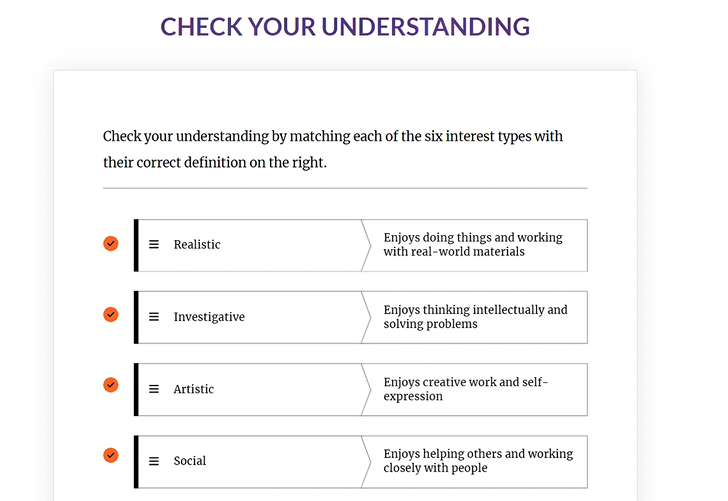 CHECK YOUR UNDERSTANDING
Check your understanding by matching each of the six interest types with
their correct definition on the right.
Realistic
Enjoys doing things and working
with real-world materials
Investigative
Enjoys thinking intellectually and
solving problems
Artistic
Enjoys creative work and self-
expression
Social
Enjoys helping others and working
closely with people